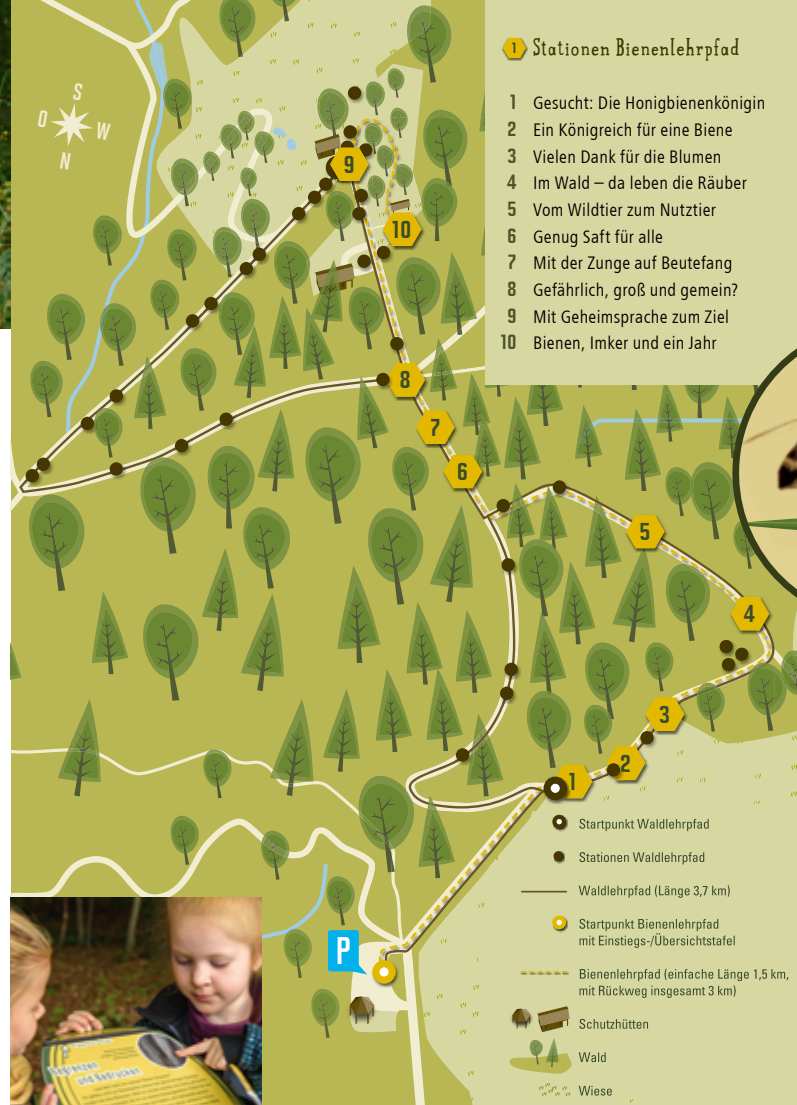 1 Stationen Bienenlehrpfad
1 Gesucht: Die Honigbienenkönigin
2 Ein Königreich für eine Biene
3 Vielen Dank für die Blumen
4 Im Wald – da leben die Räuber
5 Vom Wildtier zum Nutztier
6 Genug Saft für alle
7 Mit der Zunge auf Beutefang
8 Gefährlich, groß und gemein?
9 Mit Geheimsprache zum Ziel
10 Bienen, Imker und ein Jahr
S
O W
N
9
10
8
7
6
5
4
3
2
1
P
Startpunkt Waldlehrpfad
Stationen Waldlehrpfad
Waldlehrpfad (Länge 3,7 km)
Startpunkt Bienenlehrpfad
mit Einstiegs-/Übersichtstafel
Bienenlehrpfad (einfache Länge 1,5 km,
mit Rückweg insgesamt 3 km)
Schutzhütten
Wald
Wiese